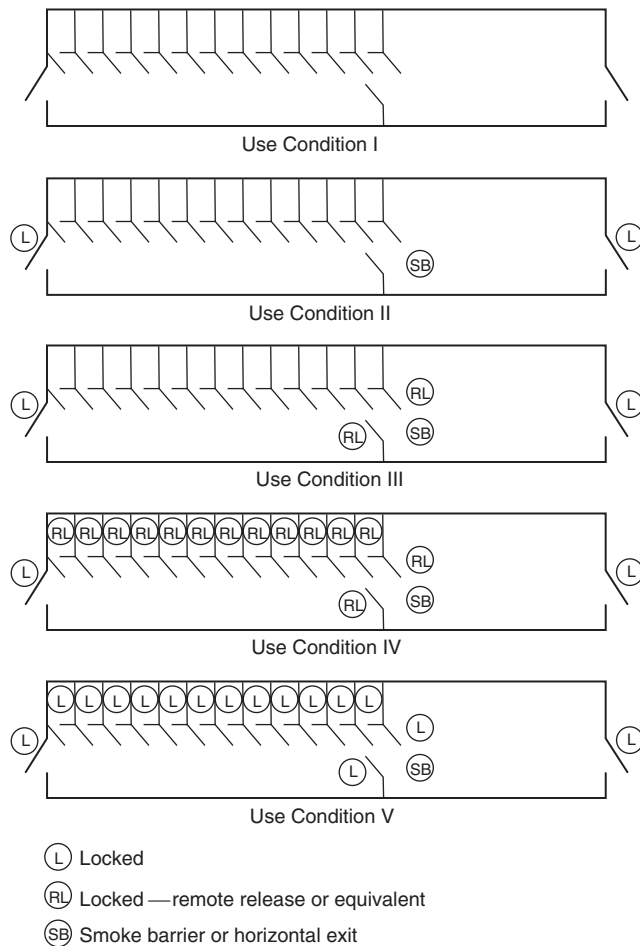 Use Condition I
L L
SB
Use Condition II
RL
L L
RL SB
Use Condition III
RL RL RL RL RL RL RL RL RL RL RL RL
RL
L L
RL SB
Use Condition IV
L L L L L L L L L L L L
L
L L
L SB
Use Condition V
L Locked
RL Locked — remote release or equivalent
SB Smoke barrier or horizontal exit